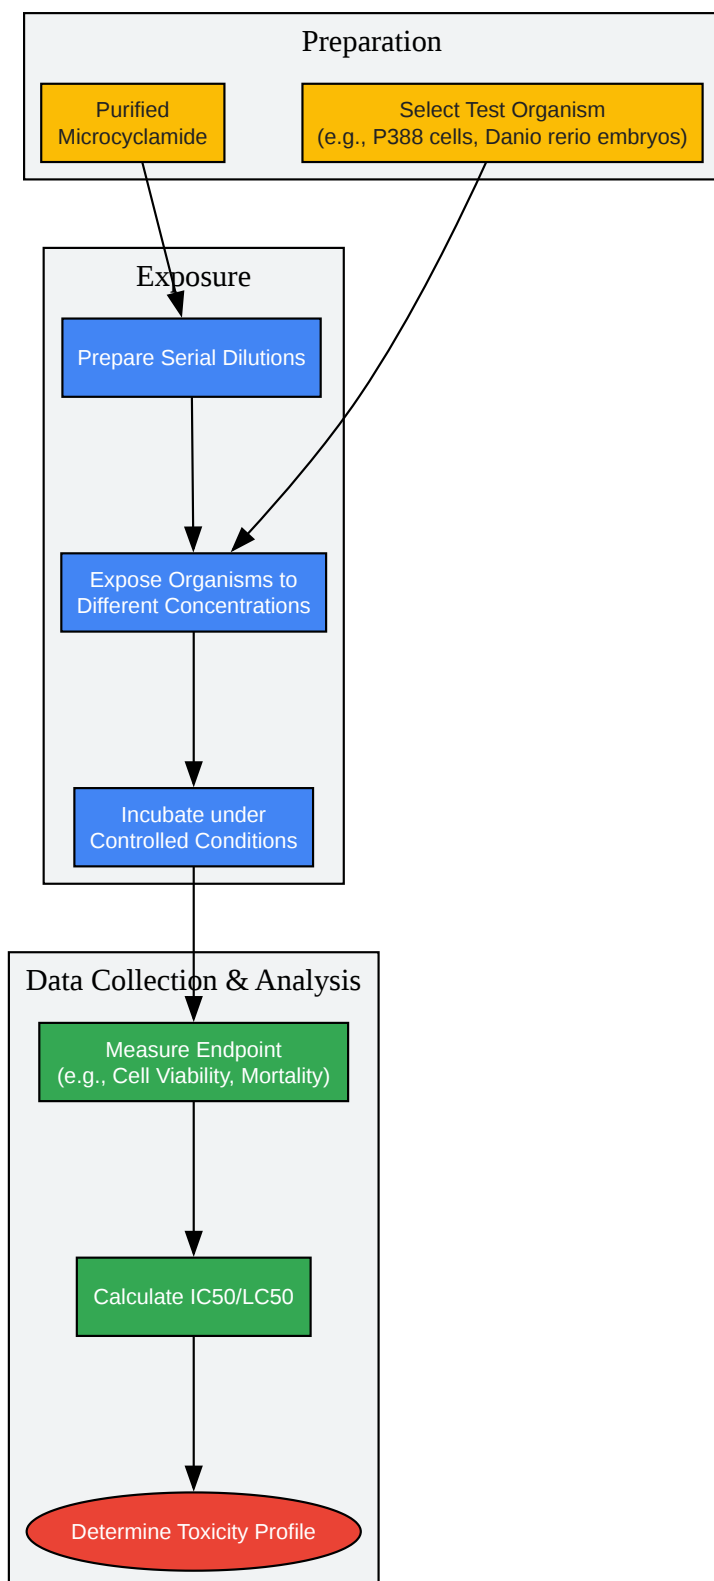 Preparation
Purified
Microcyclamide
Select Test Organism
(e.g., P388 cells, Danio rerio embryos)
Exposure
Prepare Serial Dilutions
Expose Organisms to
Different Concentrations
Incubate under
Controlled Conditions
Data Collection & Analysis
Measure Endpoint
(e.g., Cell Viability, Mortality)
Calculate IC50/LC50
Determine Toxicity Profile